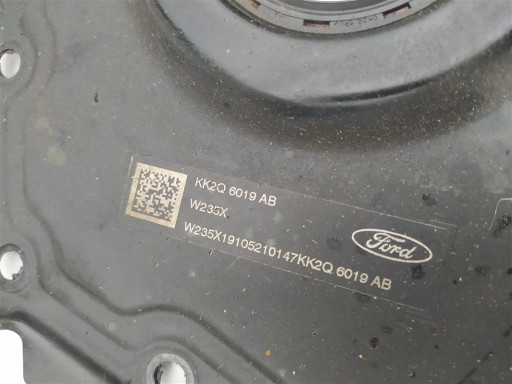 KK2Q 6019 AB
W235X
Ford
W235X19105210147KK2Q 6019 AB